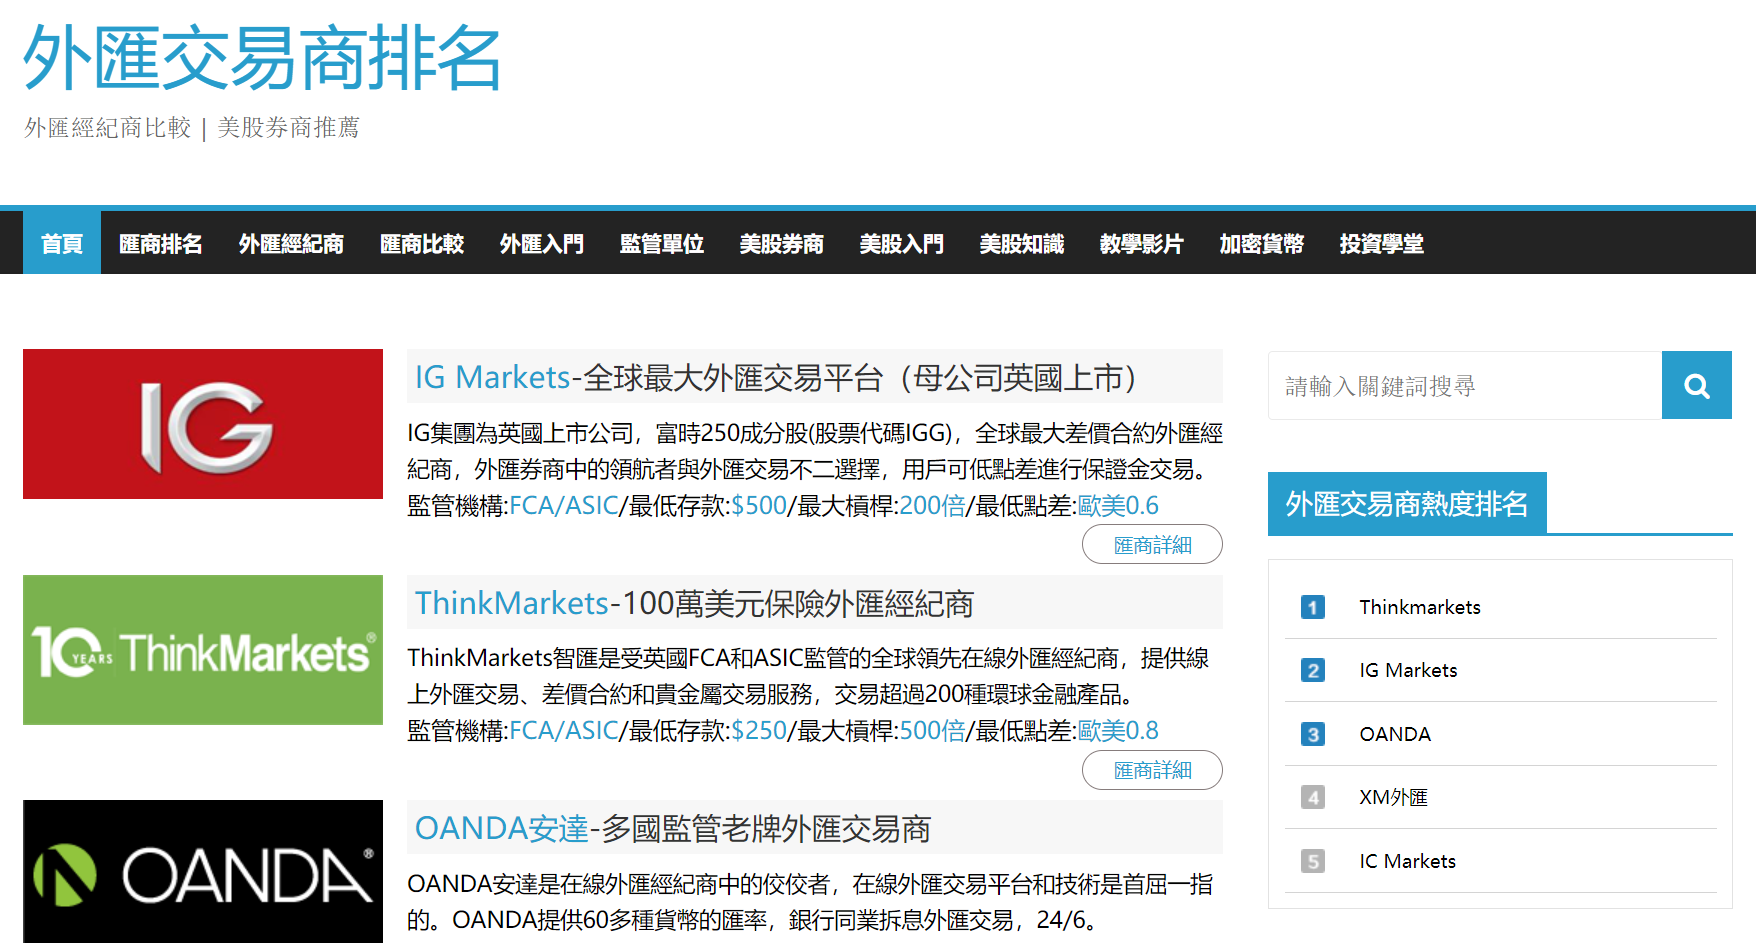 外匯交易商排名
外匯經紀商比較 | 美股券商推薦
首頁 匯商排名 外匯經紀商 匯商比較 外匯入門 監管單位 美股券商 美股入門 美股知識 教學影片 加密貨幣 投資學堂
IG
IG Markets-全球最大外匯交易平台（母公司英國上市）
IG集團為英國上市公司，富時250成分股(股票代碼IGG)，全球最大差價合約外匯經
紀商，外匯券商中的領航者與外匯交易不二選擇，用戶可低點差進行保證金交易。
監管機構:FCA/ASIC/最低存款:$500/最大槓桿:200倍/最低點差:歐美0.6
匯商詳細
10 YEARS ThinkMarkets®
ThinkMarkets-100萬美元保險外匯經紀商
ThinkMarkets智匯是受英國FCA和ASIC監管的全球領先在線外匯經紀商，提供線
上外匯交易、差價合約和貴金屬交易服務，交易超過200種環球金融產品。
監管機構:FCA/ASIC/最低存款:$250/最大槓桿:500倍/最低點差:歐美0.8
匯商詳細
OANDA®
OANDA安達-多國監管老牌外匯交易商
OANDA安達是在線外匯經紀商中的佼佼者，在線外匯交易平台和技術是首屈一指
的。OANDA提供60多種貨幣的匯率，銀行同業拆息外匯交易，24/6。
請輸入關鍵詞搜尋
外匯交易商熱度排名
1 Thinkmarkets
2 IG Markets
3 OANDA
4 XM外匯
5 IC Markets